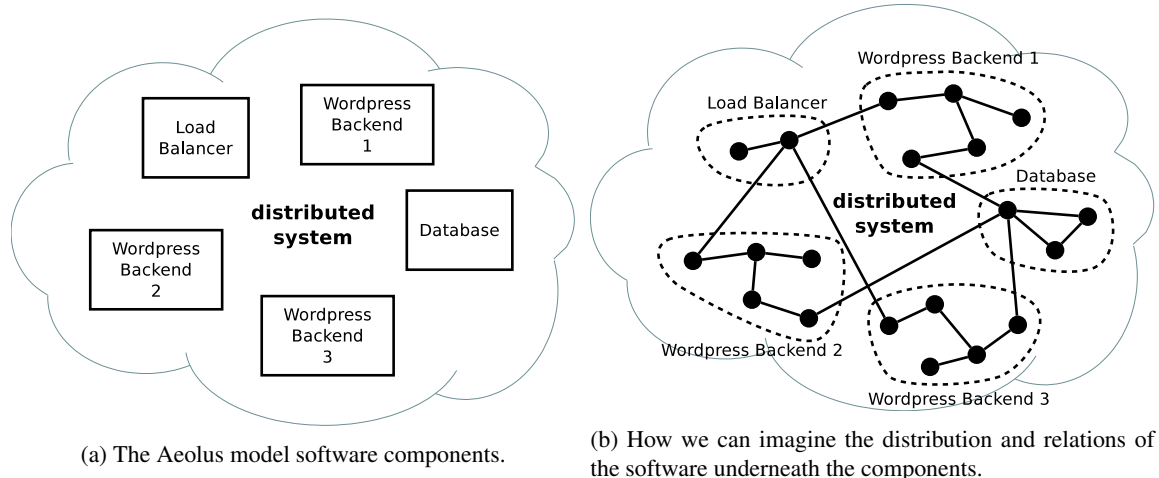 Load
Balancer
Wordpress
Backend
1
distributed
system
Database
Wordpress
Backend
2
Wordpress
Backend
3
(a) The Aeolus model software components.
Wordpress Backend 1
Load Balancer
Database
distributed
system
Wordpress Backend 2
Wordpress Backend 3
(b) How we can imagine the distribution and relations of
the software underneath the components.